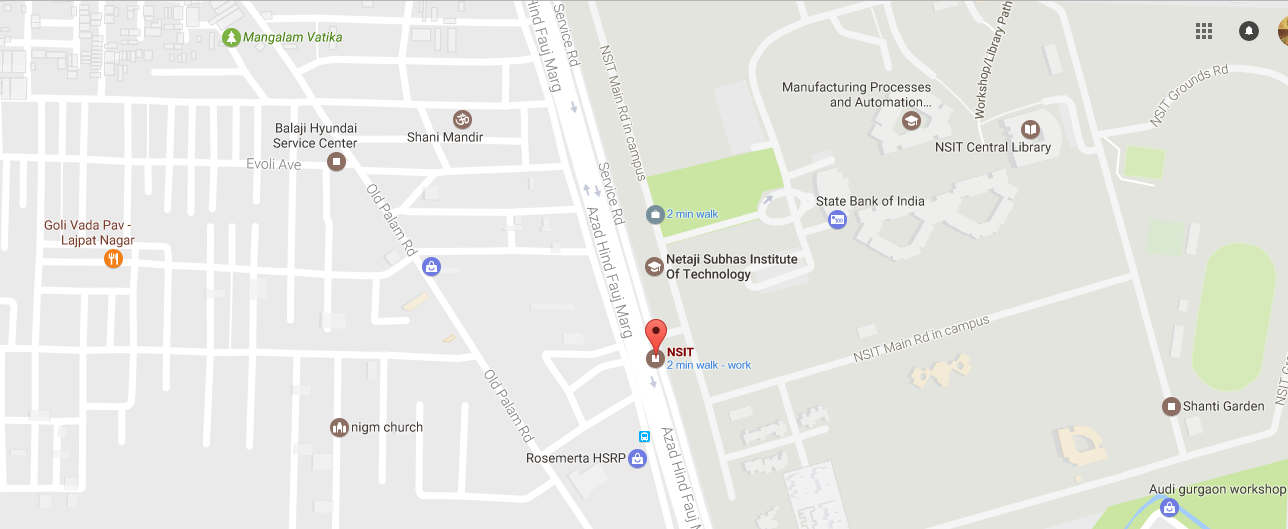 Mangalam Vatika
Azad Hind Fauj Marg
Service Rd
NSIT Main Rd in campus
Workshop/Library Path
NSIT Grounds Rd
Manufacturing Processes
and Automation...
Balaji Hyundai
Service Center
Shani Mandir
NSIT Central Library
Evoli Ave
Old Palam Rd
Service Rd
State Bank of India
2 min walk
Goli Vada Pav -
Lajpat Nagar
Azad Hind Fauj Marg
Netaji Subhas Institute
Of Technology
NSIT Main Rd in campus
NSIT
2 min walk - work
Old Palam Rd
Shanti Garden
nigm church
Rosemerta HSRP
Azad Hind Fauj M
Audi gurgaon workshop